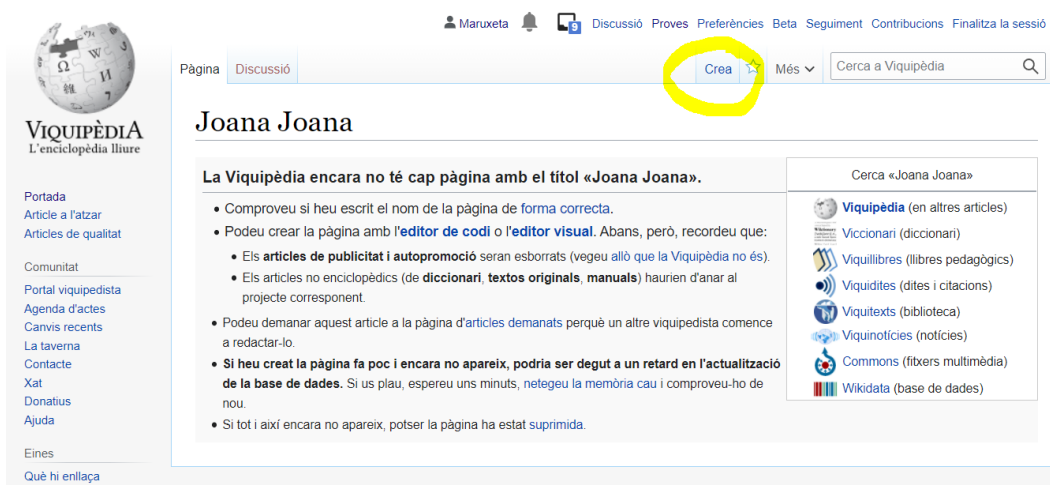 Maruxeta 9 Discussió Proves Preferències Beta Seguiment Contribucions Finalitza la sessió
Pàgina Discussió Crea Més Cerca a Viquipèdia
VIQUIPÈDIA
L'enciclopèdia lliure
Portada
Article a l'atzar
Articles de qualitat
Comunitat
Portal viquipedista
Agenda d'actes
Canvis recents
La taverna
Contacte
Xat
Donatius
Ajuda
Eines
Què hi enllaça
Joana Joana
La Viquipèdia encara no té cap pàgina amb el títol «Joana Joana».
• Comproveu si heu escrit el nom de la pàgina de forma correcta.
• Podeu crear la pàgina amb l'editor de codi o l'editor visual. Abans, però, recordeu que:
• Els articles de publicitat i autopromoció seran esborrats (vegeu allò que la Viquipèdia no és).
• Els articles no enciclopèdics (de diccionari, textos originals, manuals) haurien d'anar al
projecte corresponent.
• Podeu demanar aquest article a la pàgina d'articles demanats perquè un altre viquipedista comence
a redactar-lo.
• Si heu creat la pàgina fa poc i encara no apareix, podria ser degut a un retard en l'actualització
de la base de dades. Si us plau, espereu uns minuts, netegeu la memòria cau i comproveu-ho de
nou.
• Si tot i així encara no apareix, potser la pàgina ha estat suprimida.
Cerca «Joana Joana»
Viquipèdia (en altres articles)
Viccionari (diccionari)
Viquillibres (llibres pedagògics)
Viquidites (dites i citacions)
Viquitexts (biblioteca)
Viquinotícies (notícies)
Commons (fitxers multimèdia)
Wikidata (base de dades)